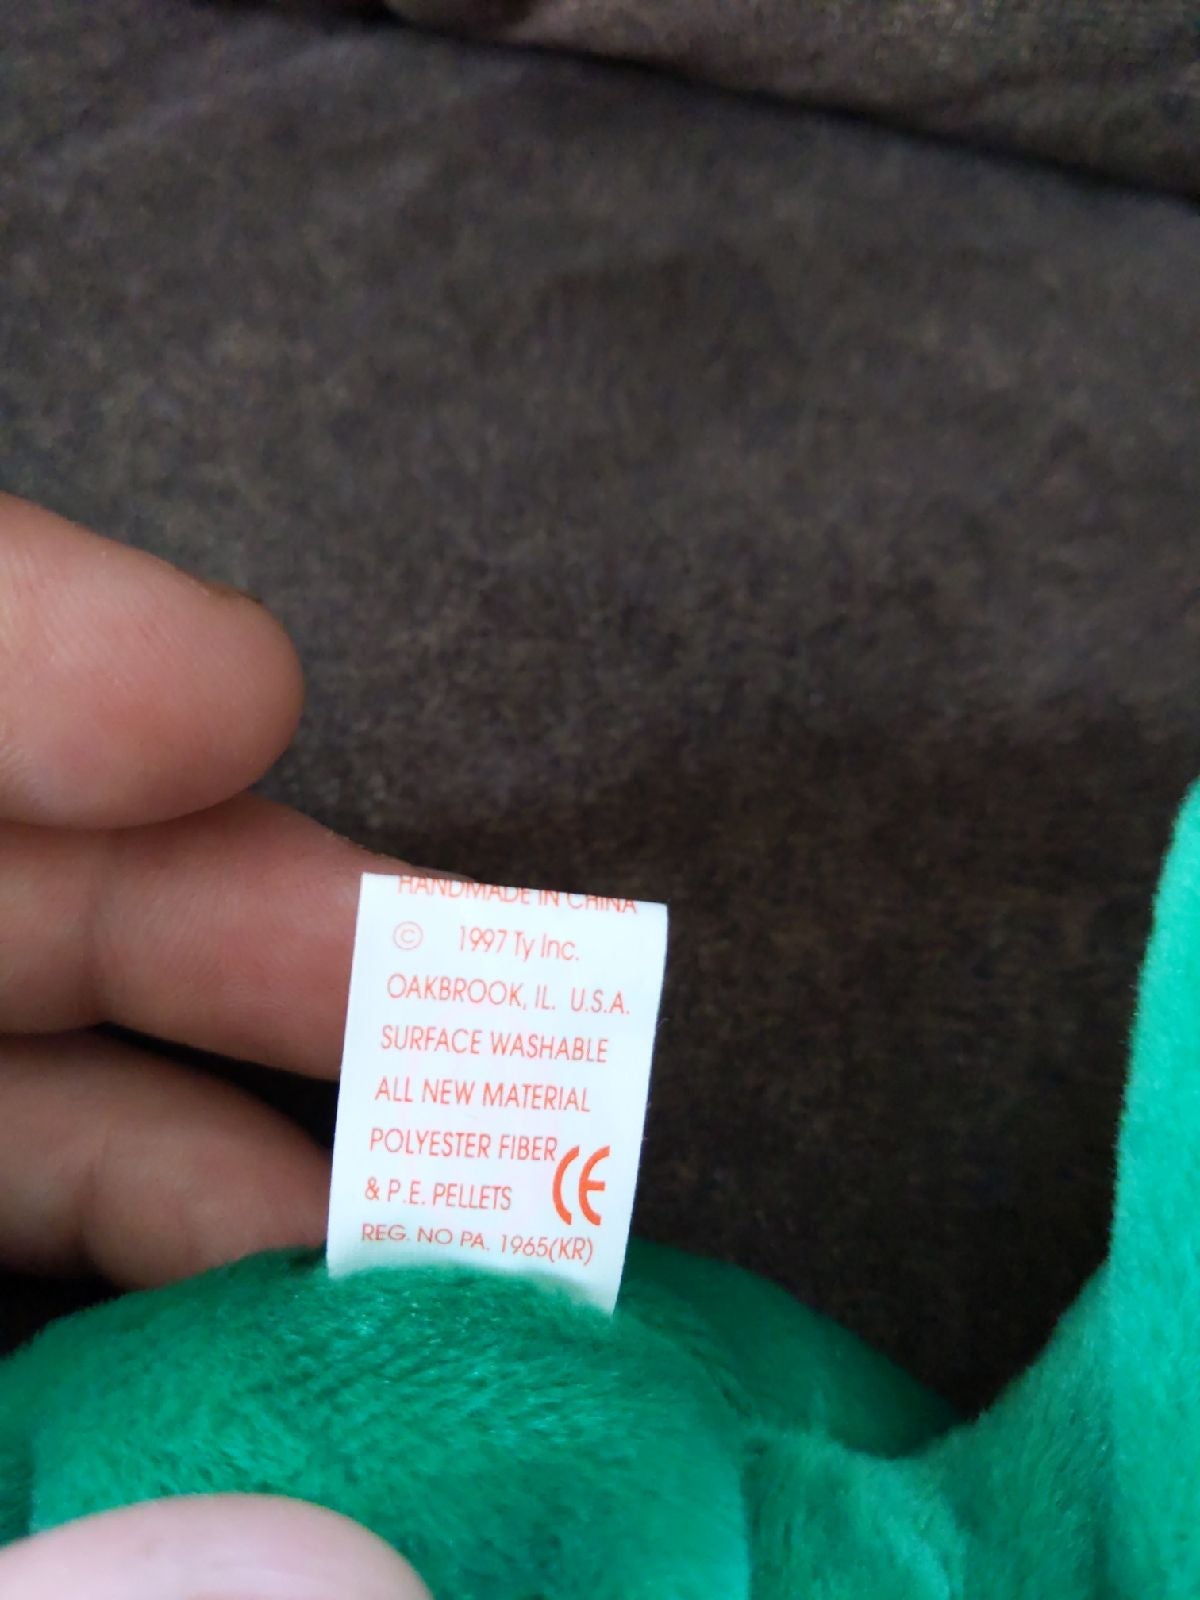 HANDMADE IN CHINA
© 1997 Ty Inc.
OAKBROOK, IL. U.S.A.
SURFACE WASHABLE
ALL NEW MATERIAL
POLYESTER FIBER
& P.E. PELLETS
CE
REG. NO PA. 1965(KR)